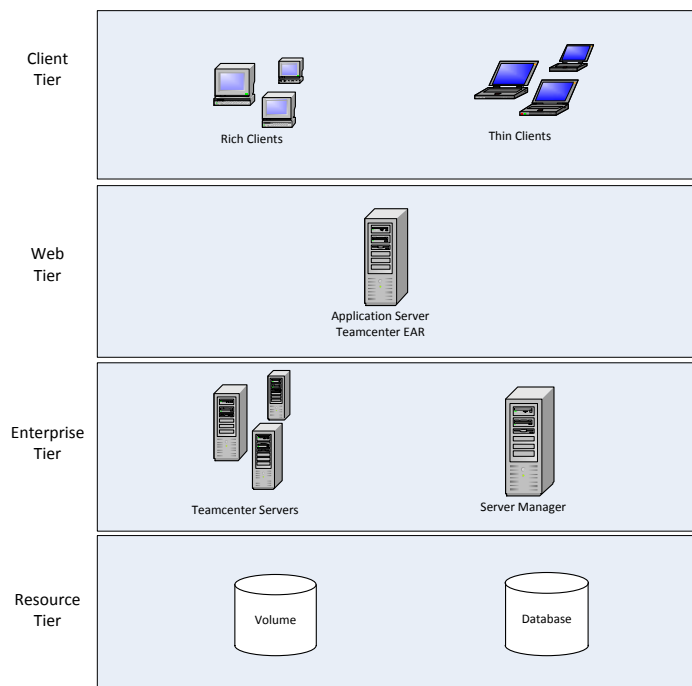 Client
Tier
Rich Clients
Thin Clients
Web
Tier
Application Server
Teamcenter EAR
Enterprise
Tier
Teamcenter Servers
Server Manager
Resource
Tier
Volume
Database